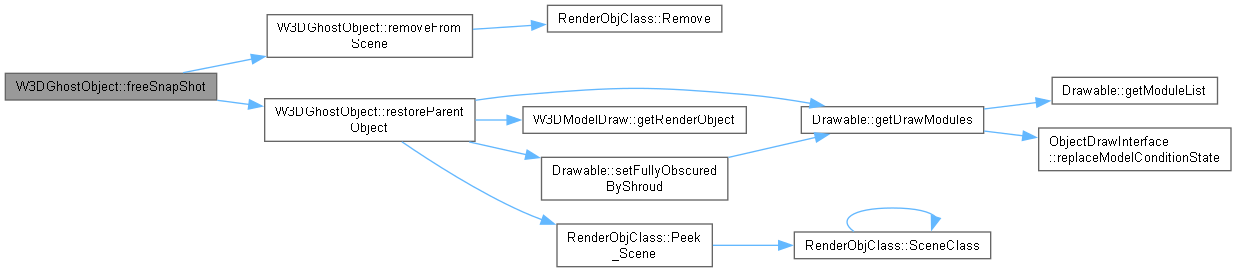 W3DGhostObject::freeSnapShot
W3DGhostObject::removeFrom
Scene
RenderObjClass::Remove
W3DGhostObject::restoreParent
Object
W3DModelDraw::getRenderObject
Drawable::setFullyObscured
ByShroud
RenderObjClass::Peek
_Scene
Drawable::getDrawModules
RenderObjClass::SceneClass
Drawable::getModuleList
ObjectDrawInterface
::replaceModelConditionState